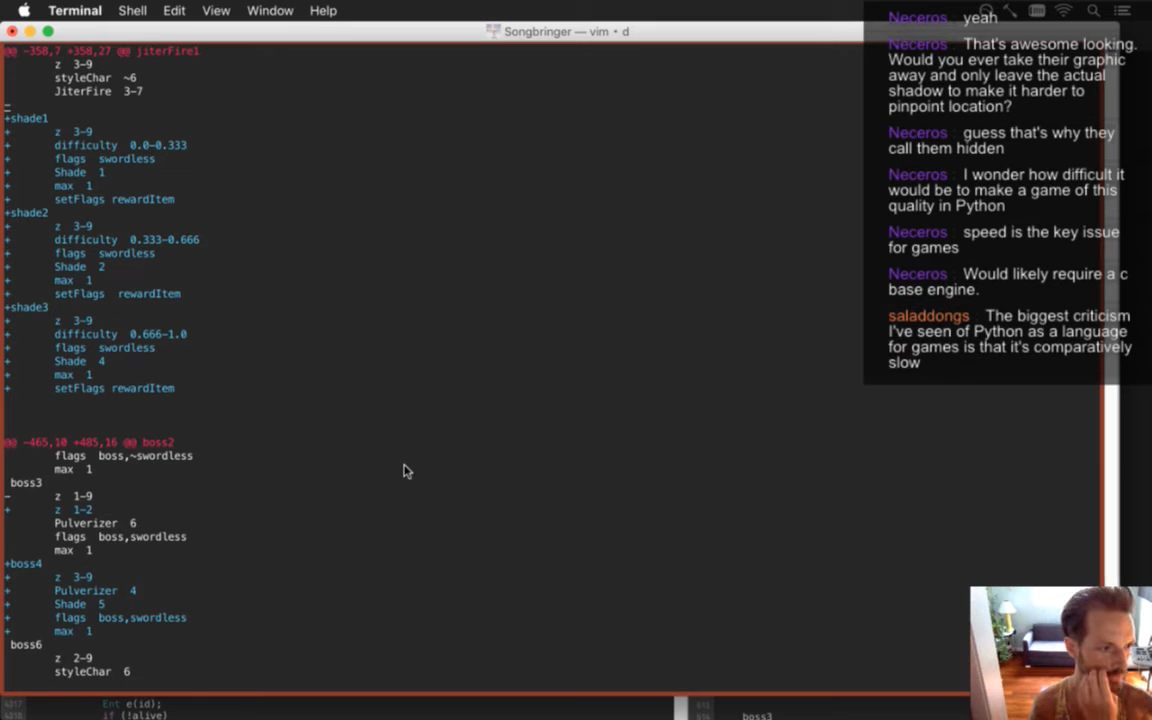 Terminal Shell Edit View Window Help
Songbringer — vim • d
@@ -358,7 +358,27 @@ jiterFire1
z 3-9
styleChar ~6
JiterFire 3-7
+shade1
+ z 3-9
+ difficulty 0.0-0.333
+ flags swordless
+ Shade 1
+ max 1
+ setFlags rewardItem
+shade2
+ z 3-9
+ difficulty 0.333-0.666
+ flags swordless
+ Shade 2
+ max 1
+ setFlags rewardItem
+shade3
+ z 3-9
+ difficulty 0.666-1.0
+ flags swordless
+ Shade 4
+ max 1
+ setFlags rewardItem
@@ -465,10 +485,16 @@ boss2
flags boss,~swordless
max 1
boss3
- z 1-9
+ z 1-2
Pulverizer 6
flags boss,swordless
max 1
+boss4
+ z 3-9
+ Pulverizer 4
+ Shade 5
+ flags boss,swordless
+ max 1
boss6
z 2-9
styleChar 6
Neceros yeah
Neceros That's awesome looking.
Would you ever take their graphic
away and only leave the actual
shadow to make it harder to
pinpoint location?
Neceros guess that's why they
call them hidden
Neceros I wonder how difficult it
would be to make a game of this
quality in Python
Neceros speed is the key issue
for games
Neceros Would likely require a c
base engine.
saladdongs The biggest criticism
I've seen of Python as a language
for games is that it's comparatively
slow
Ent e(id);
if (!alive)
boss3